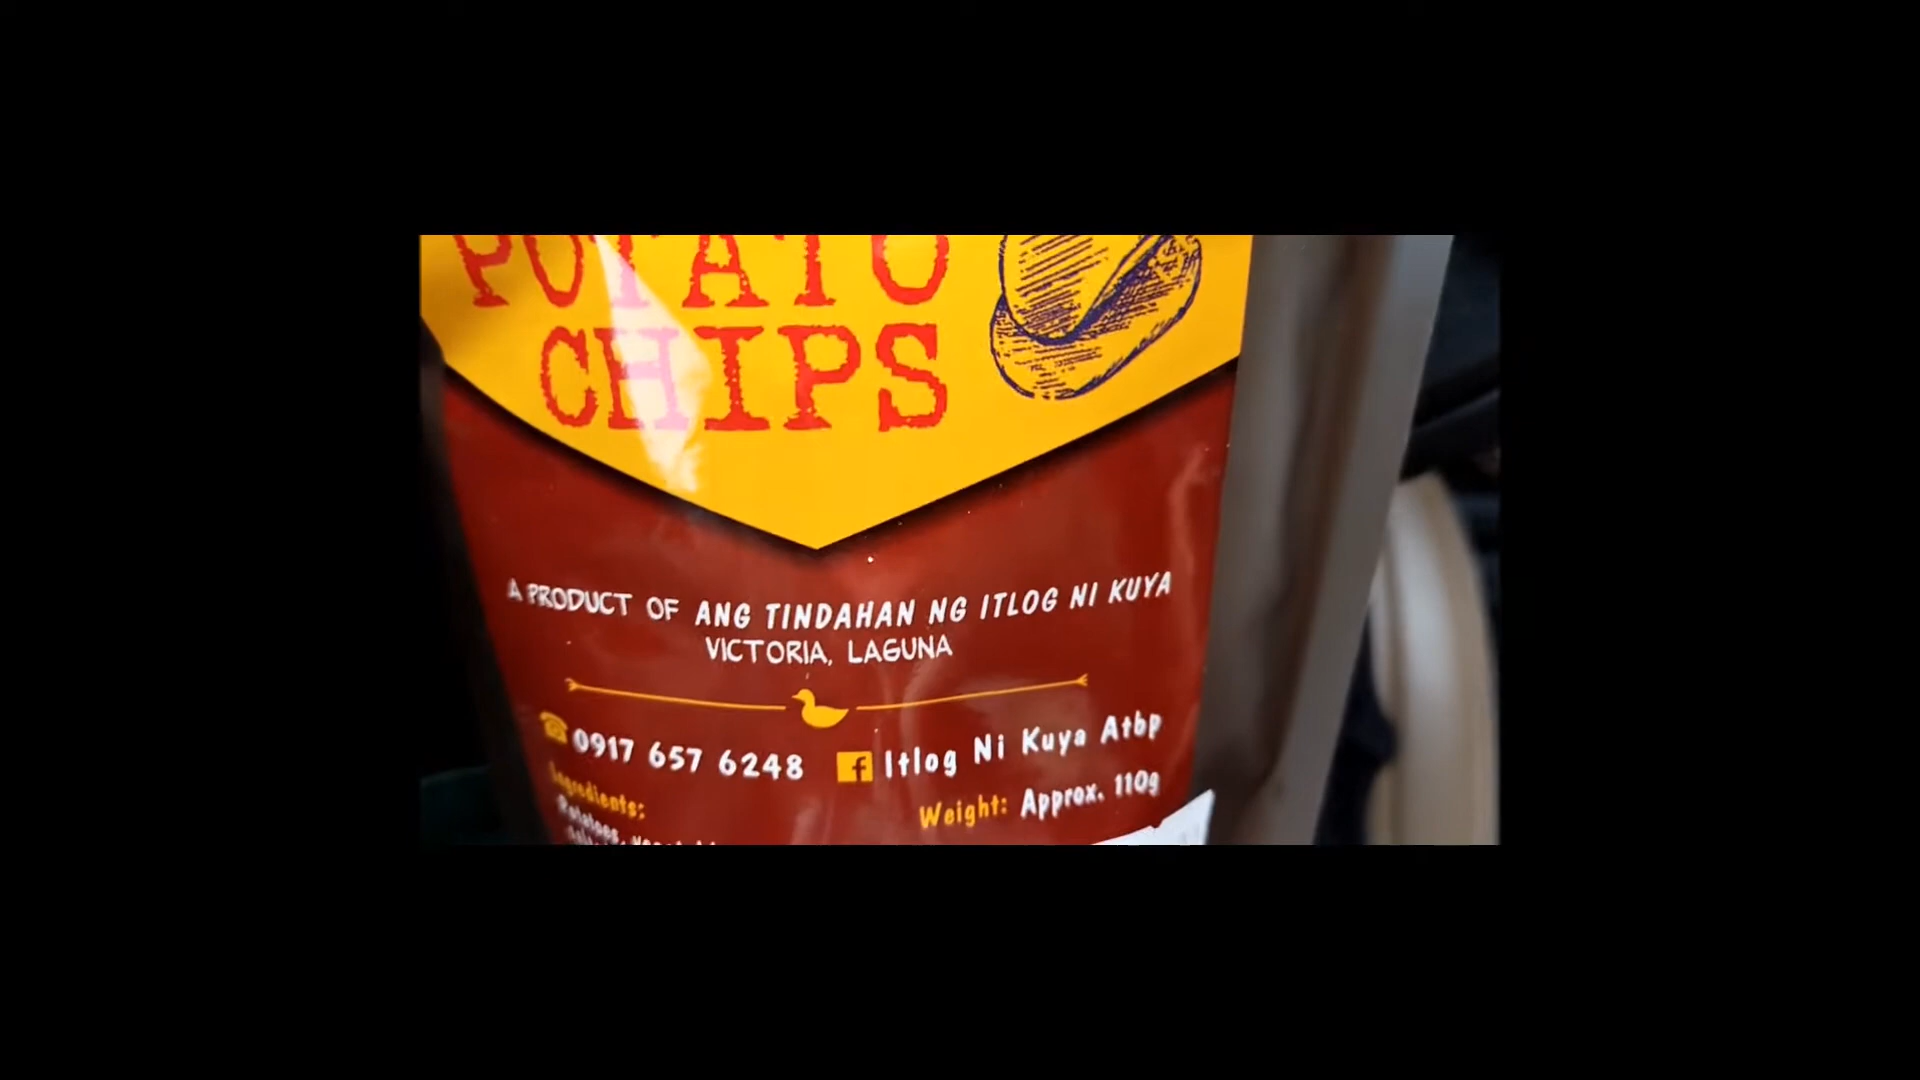 POTATO
CHIPS
A PRODUCT OF ANG TINDAHAN NG ITLOG NI KUYA
VICTORIA, LAGUNA
0917 657 6248 f Itlog Ni Kuya Atbp
Ingredients: Weight: Approx. 110g
Potatoes,